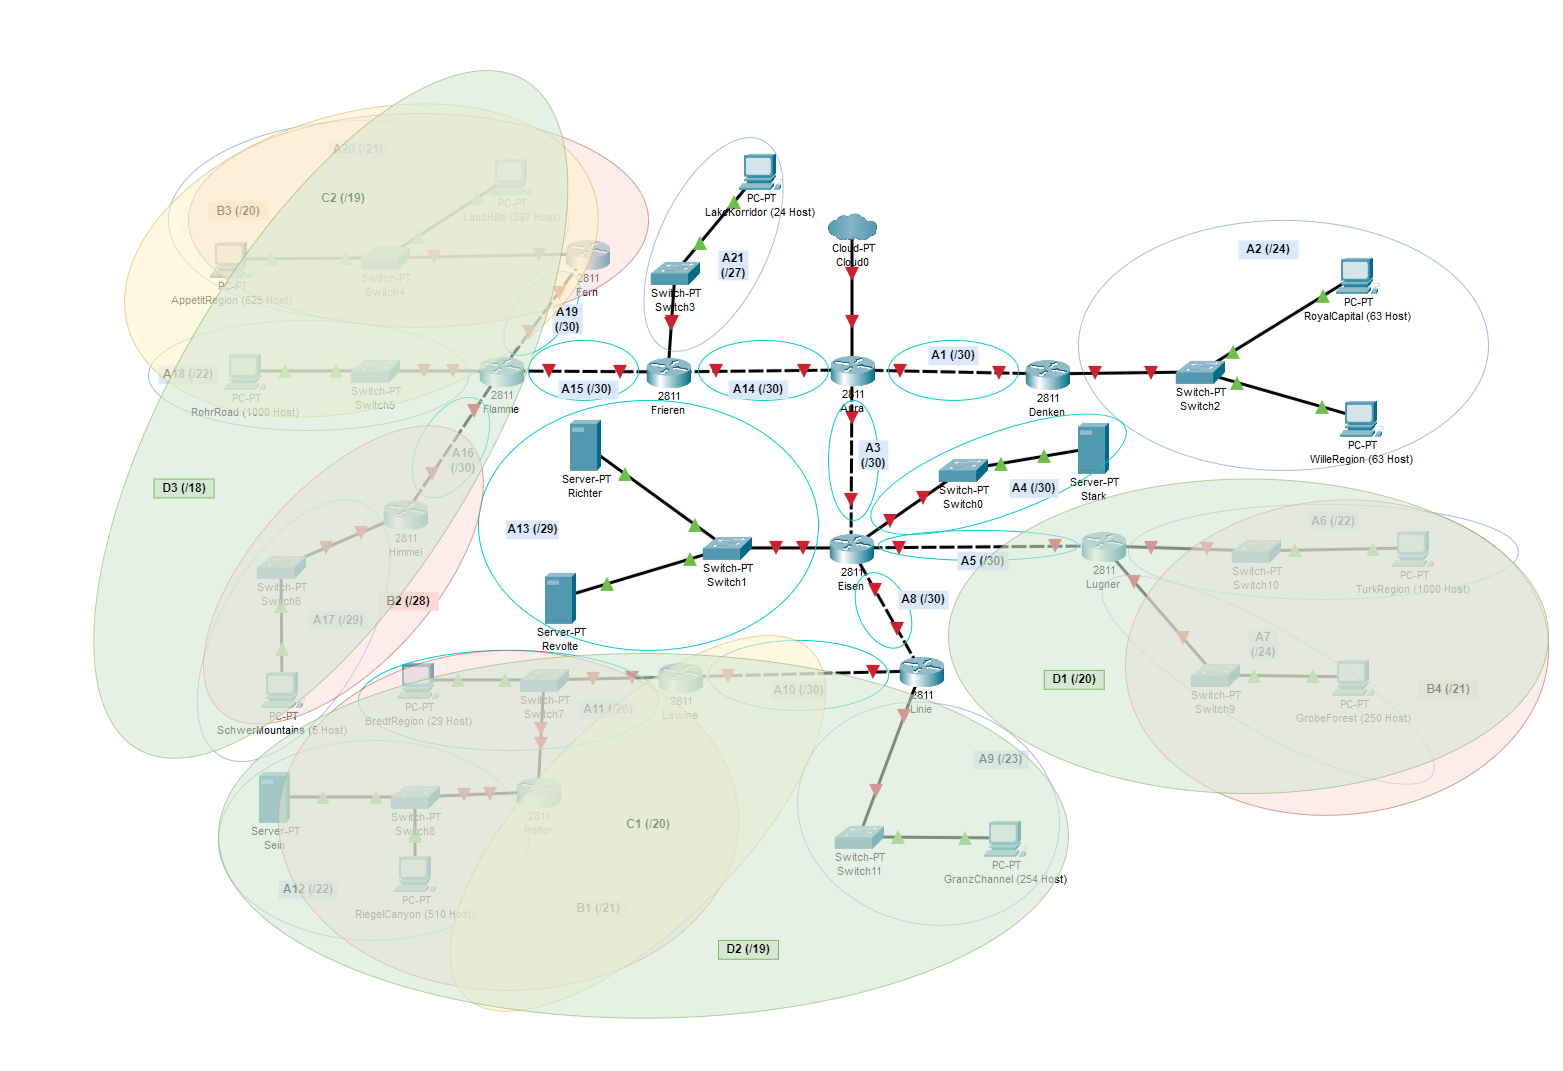 A20 (/21)
C2 (/19)
B3 (/20)
PC-PT
LaubHills (397 Host)
PC-PT
AppetitRegion (625 Host)
Switch-PT
Switch4
2811
Fern
A19
(/30)
A18 (/22)
PC-PT
RohrRoad (1000 Host)
Switch-PT
Switch5
2811
Flamme
A15 (/30)
PC-PT
LakeKorridor (24 Host)
A21
(/27)
Switch-PT
Switch3
2811
Frieren
A14 (/30)
Cloud-PT
Cloud0
2811
Aura
A1 (/30)
2811
Denken
A2 (/24)
PC-PT
RoyalCapital (63 Host)
Switch-PT
Switch2
PC-PT
WilleRegion (63 Host)
A3
(/30)
Switch-PT
Switch0
A4 (/30)
Server-PT
Stark
A16
(/30)
D3 (/18)
2811
Himmel
Switch-PT
Switch6
A17 (/29)
B2 (/28)
PC-PT
SchwerMountains (5 Host)
Server-PT
Richter
A13 (/29)
Switch-PT
Switch1
Server-PT
Revolte
2811
Eisen
A5 (/30)
2811
Lugner
A6 (/22)
Switch-PT
Switch10
PC-PT
TurkRegion (1000 Host)
A7
(/24)
Switch-PT
Switch9
PC-PT
GrobeForest (250 Host)
B4 (/21)
D1 (/20)
A8 (/30)
2811
Linie
A10 (/30)
2811
Lawine
A11 (/26)
Switch-PT
Switch7
PC-PT
BredtRegion (29 Host)
A9 (/23)
Switch-PT
Switch11
PC-PT
GranzChannel (254 Host)
Server-PT
Sein
Switch-PT
Switch8
2811
Heiter
C1 (/20)
A12 (/22)
PC-PT
RiegelCanyon (510 Host)
B1 (/21)
D2 (/19)